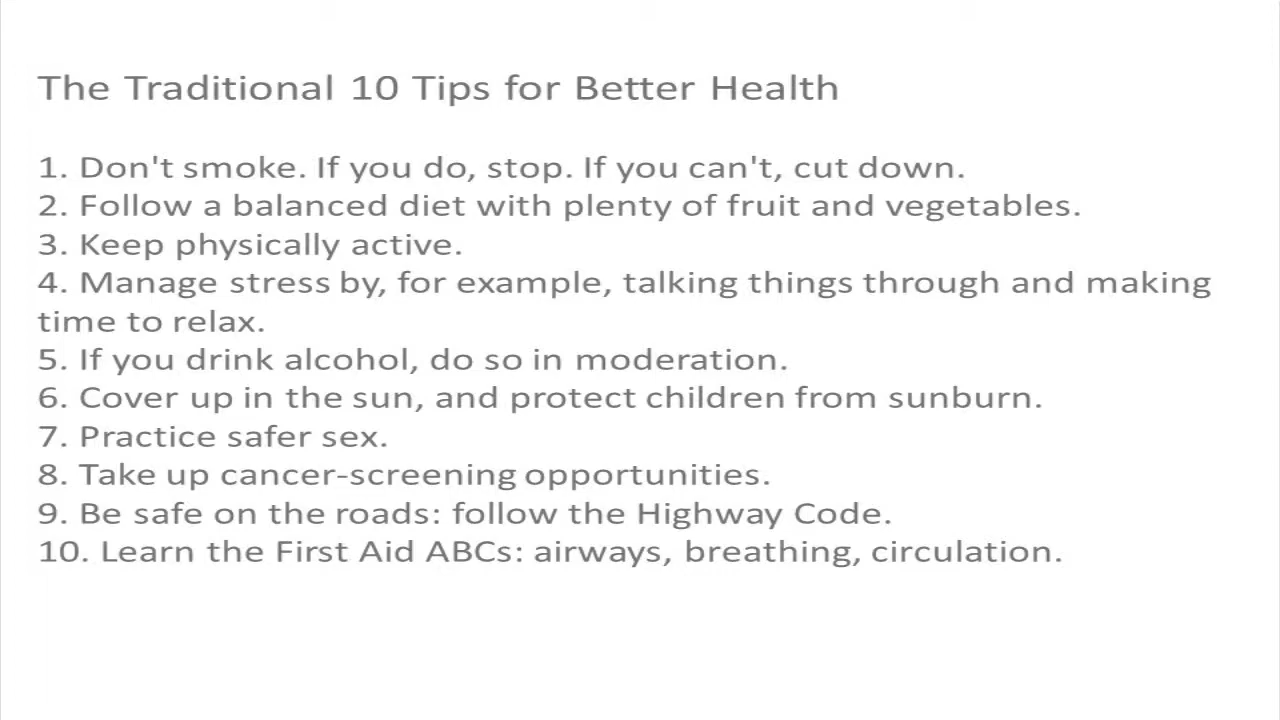 The Traditional 10 Tips for Better Health
1. Don't smoke. If you do, stop. If you can't, cut down.
2. Follow a balanced diet with plenty of fruit and vegetables.
3. Keep physically active.
4. Manage stress by, for example, talking things through and making
time to relax.
5. If you drink alcohol, do so in moderation.
6. Cover up in the sun, and protect children from sunburn.
7. Practice safer sex.
8. Take up cancer-screening opportunities.
9. Be safe on the roads: follow the Highway Code.
10. Learn the First Aid ABCs: airways, breathing, circulation.